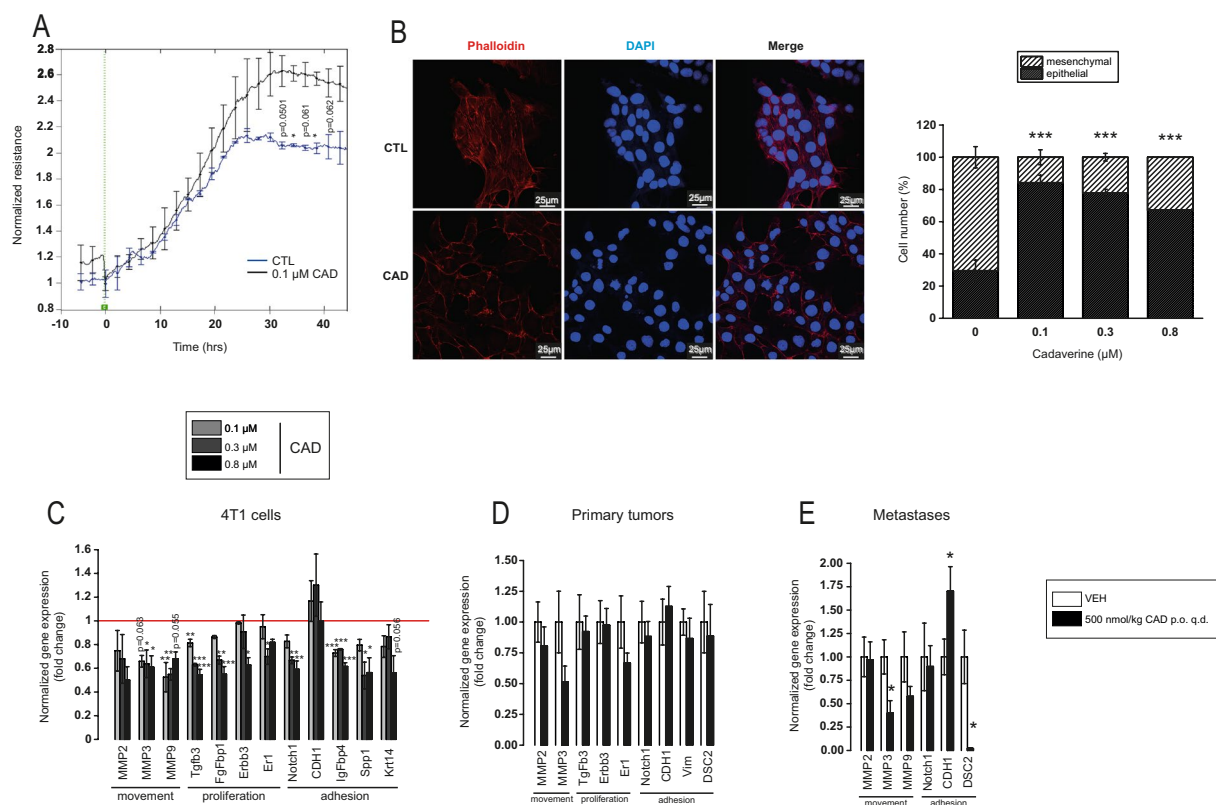 A
2.8
2.6
2.4
2.2
2.0
1.8
1.6
1.4
1.2
1.0
0.8
Normalized resistance
p=0.0501
*
p=0.061
*
p=0.062
CTL
0.1 µM CAD
-10 0 10 20 30 40
Time (hrs)
B
Phalloidin DAPI Merge
CTL
25µm 25µm 25µm
CAD
25µm 25µm 25µm
mesenchymal
epithelial
*** *** ***
120
100
80
60
40
20
0
Cell number (%)
0 0.1 0.3 0.8
Cadaverine (µM)
0.1 µM
0.3 µM
0.8 µM
CAD
C
4T1 cells
1.6
1.4
1.2
1
0.8
0.6
0.4
0.2
0
Normalized gene expression
(fold change)
p=0.063
p=0.055
p=0.056
MMP2 MMP3 MMP9 Tgfb3 FgFbp1 Erbb3 Er1 Notch1 CDH1 IgFbp4 Spp1 Krt14
movement proliferation adhesion
D
Primary tumors
1.50
1.25
1.00
0.75
0.50
0.25
0.00
Normalized gene expression
(fold change)
MMP2 MMP3 TgFb3 Erbb3 Er1 Notch1 CDH1 Vim DSC2
movement proliferation adhesion
E
Metastases
2.00
1.75
1.50
1.25
1.00
0.75
0.50
0.25
0.00
Normalized gene expression
(fold change)
* * *
MMP2 MMP3 MMP9 Notch1 CDH1 DSC2
movement adhesion
VEH
500 nmol/kg CAD p.o. q.d.